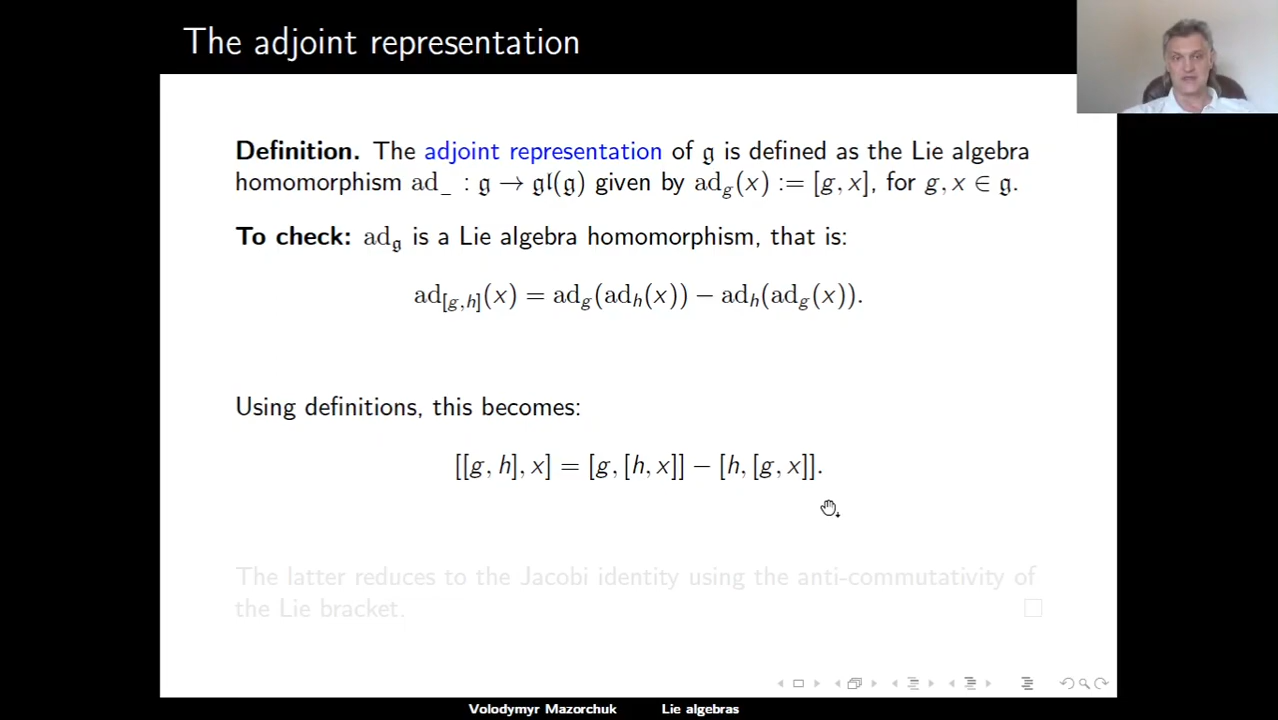 The adjoint representation
Definition. The adjoint representation of 𝔤 is defined as the Lie algebra
homomorphism ad_ : 𝔤 → 𝔤𝔩(𝔤) given by ad_g(x) := [g, x], for g, x ∈ 𝔤.
To check: ad_𝔤 is a Lie algebra homomorphism, that is:
ad_[g,h](x) = ad_g(ad_h(x)) − ad_h(ad_g(x)).
Using definitions, this becomes:
[[g, h], x] = [g, [h, x]] − [h, [g, x]].
The latter reduces to the Jacobi identity using the anti-commutativity of
the Lie bracket. □
Volodymyr Mazorchuk Lie algebras